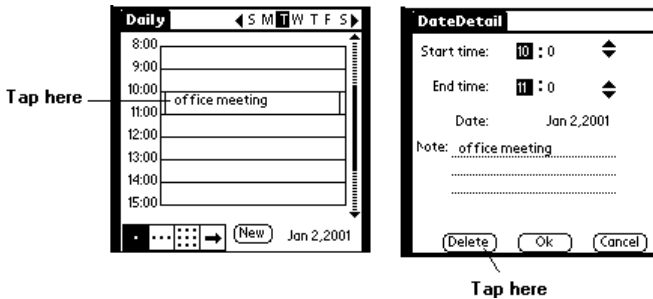 Daily
S M T W T F S
8:00
9:00
10:00
office meeting
11:00
12:00
13:00
14:00
15:00
New
Jan 2,2001
Tap here
DateDetail
Start time: 10 : 0
End time: 11 : 0
Date: Jan 2,2001
Note: office meeting
Delete Ok Cancel
Tap here